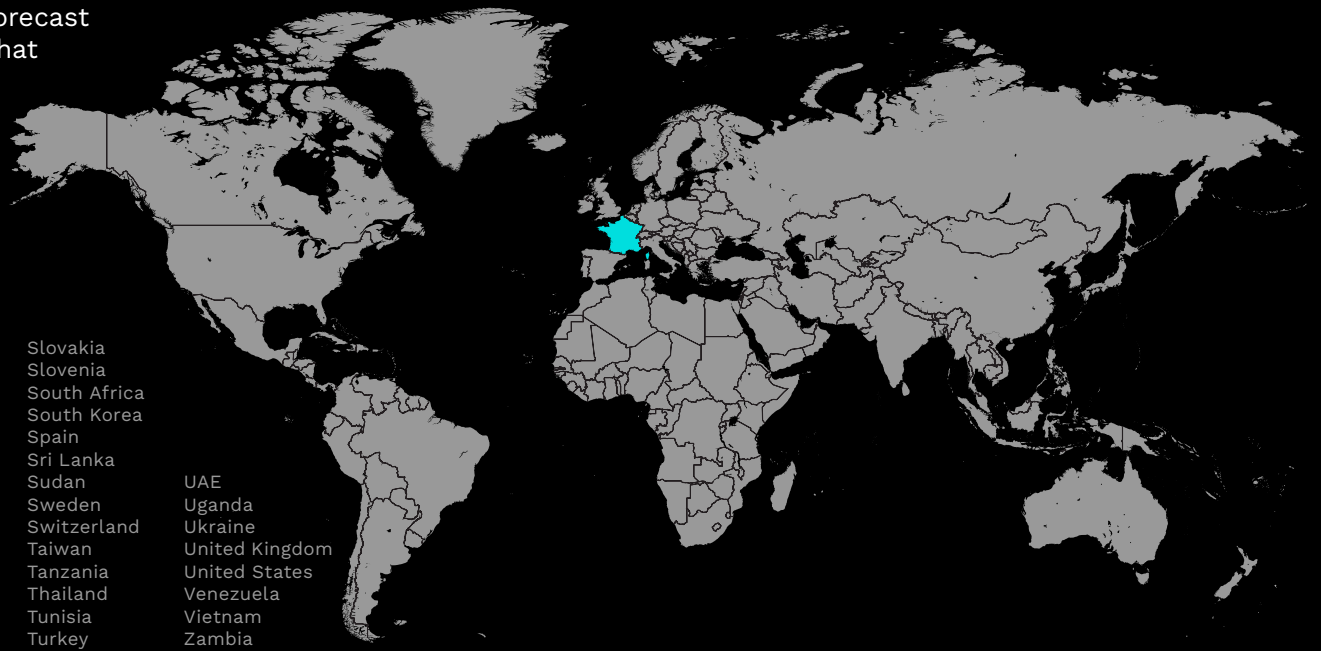 orecast
hat
Slovakia
Slovenia
South Africa
South Korea
Spain
Sri Lanka
Sudan
Sweden
Switzerland
Taiwan
Tanzania
Thailand
Tunisia
Turkey
UAE
Uganda
Ukraine
United Kingdom
United States
Venezuela
Vietnam
Zambia